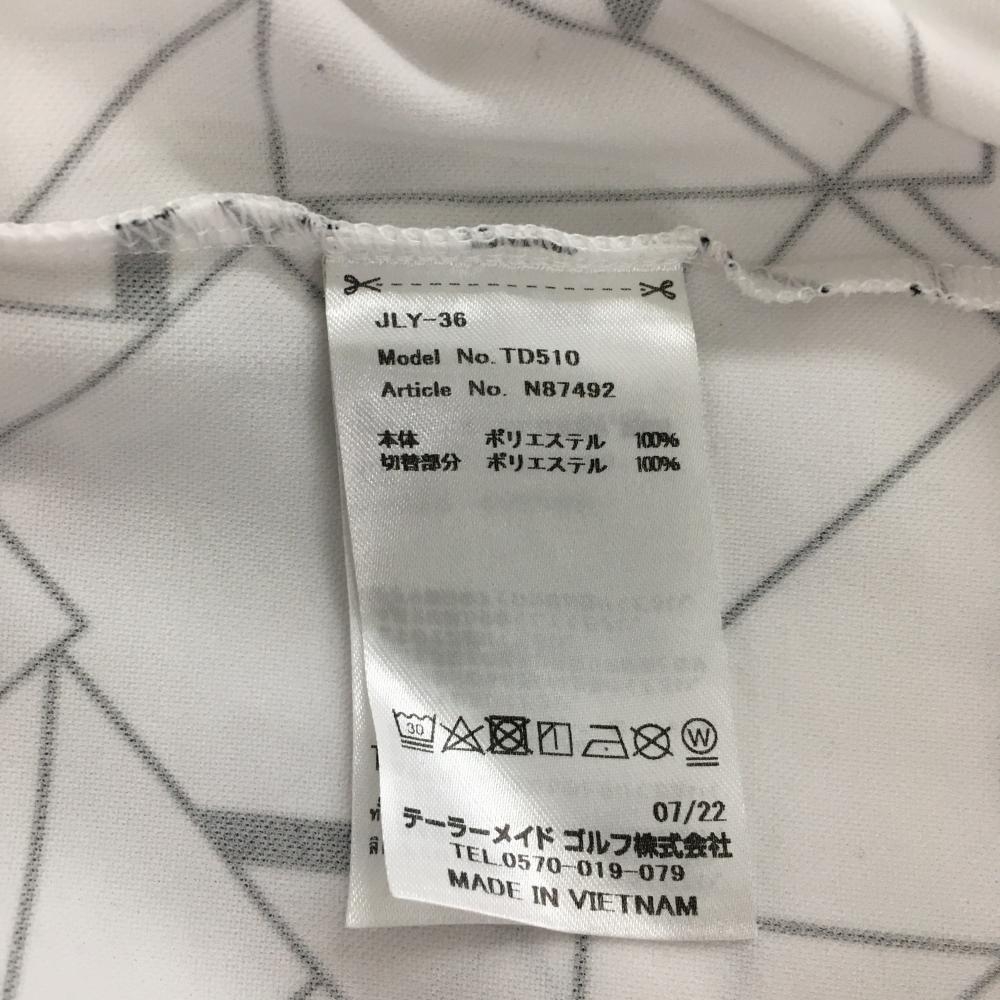 JLY-36
Model No. TD510
Article No. N87492
本体 ポリエステル 100%
切替部分 ポリエステル 100%
30 W
07/22
テーラーメイド ゴルフ株式会社
TEL.0570-019-079
MADE IN VIETNAM